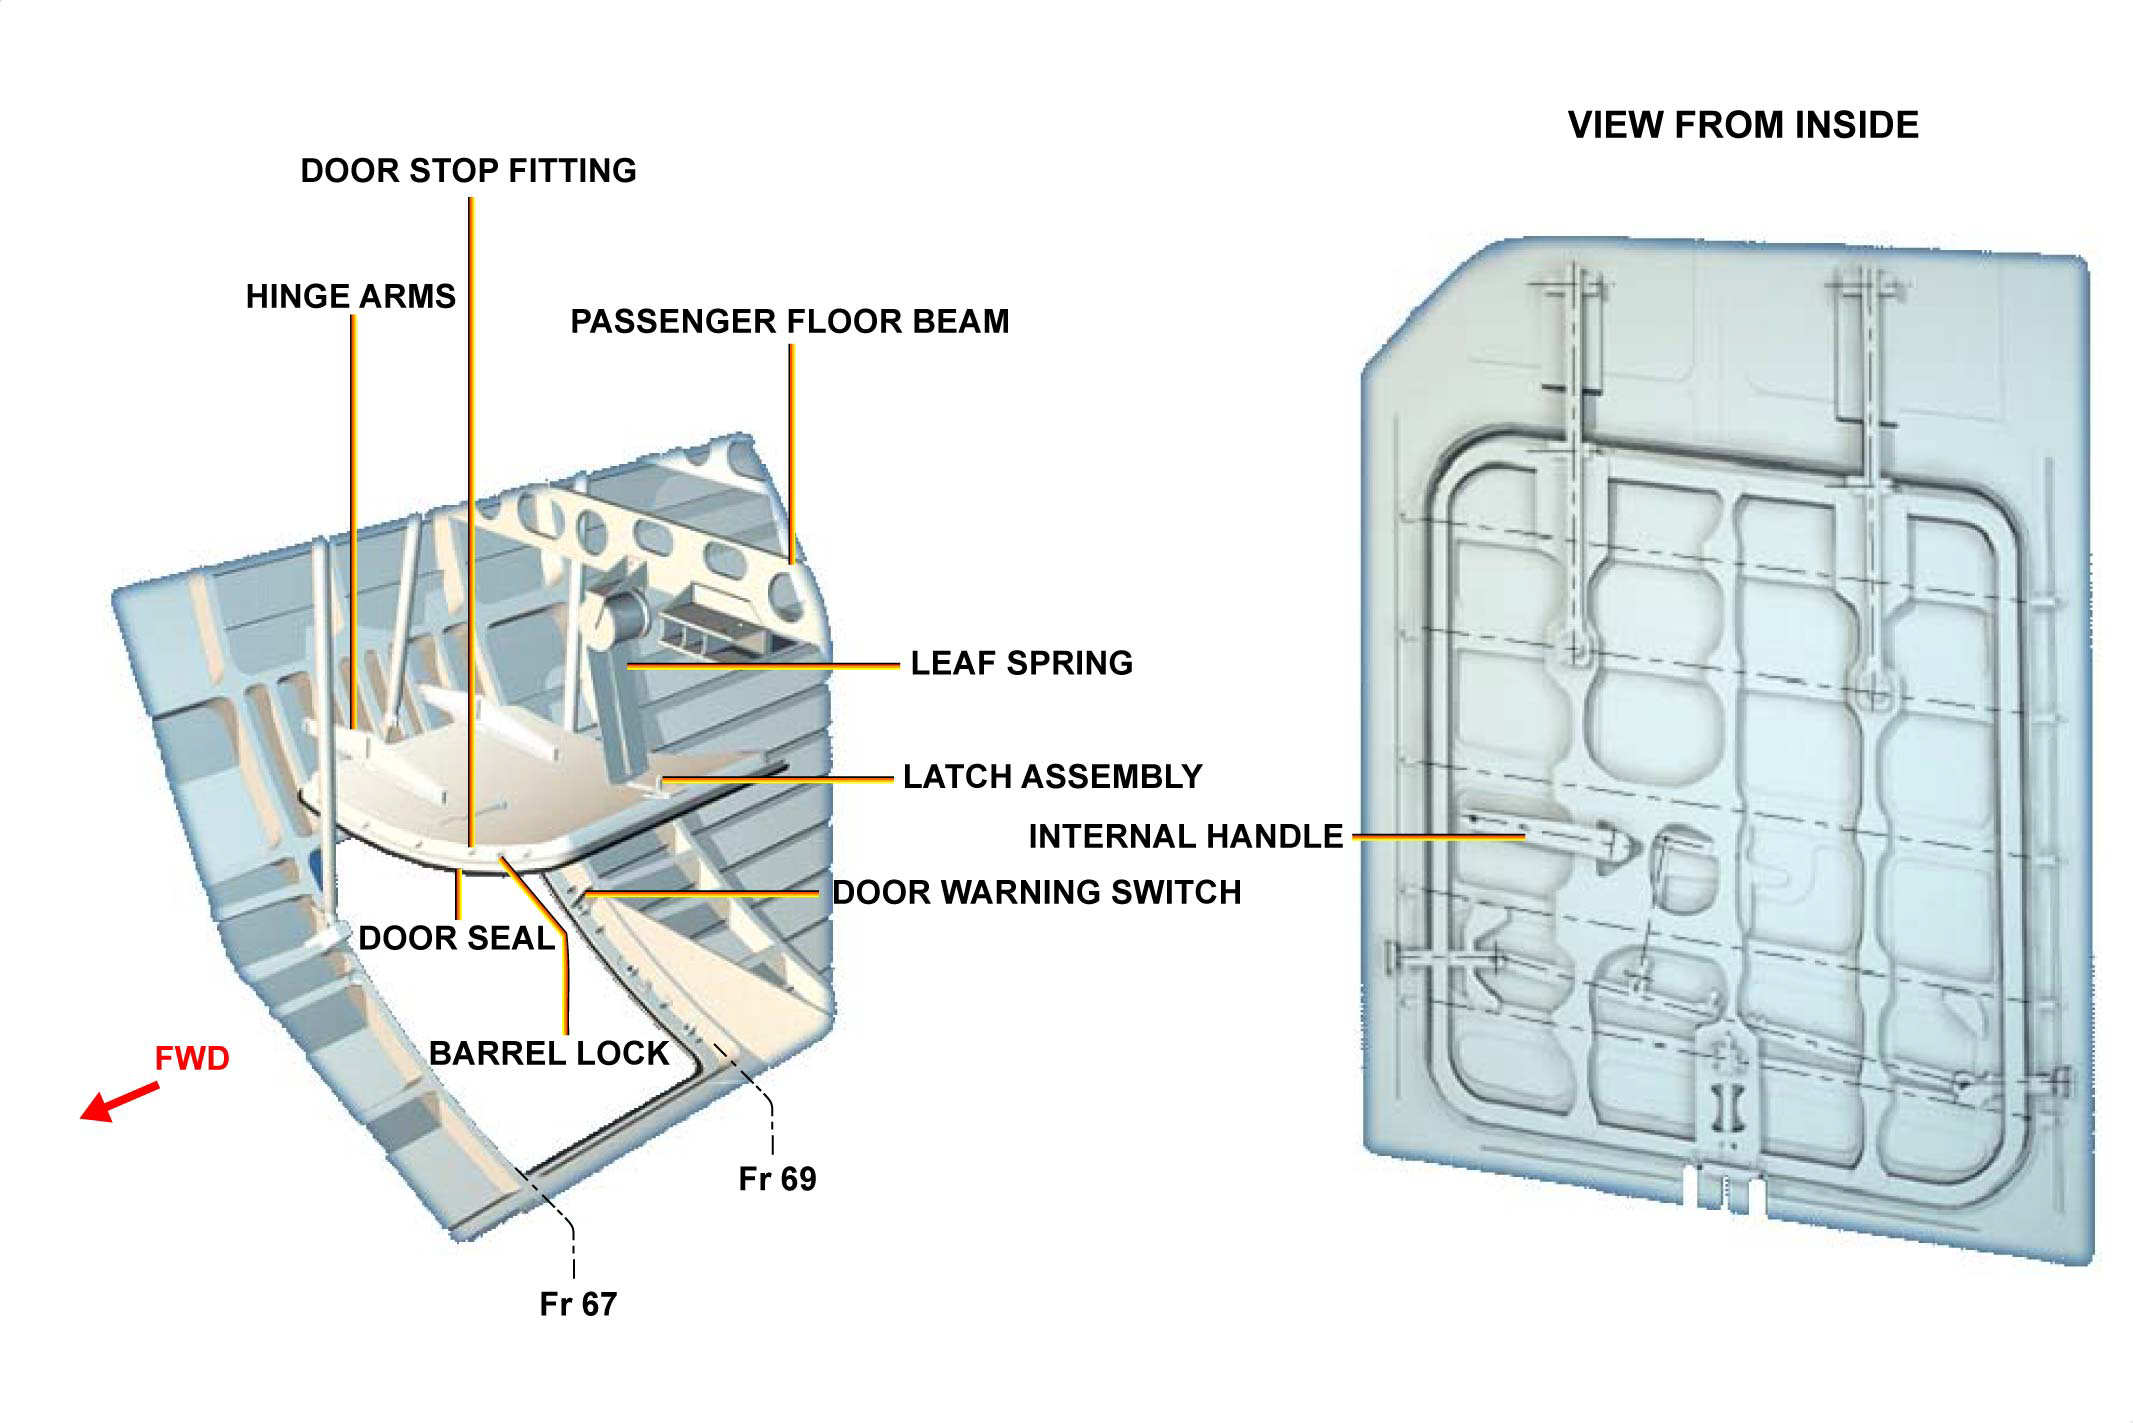 VIEW FROM INSIDE
DOOR STOP FITTING
HINGE ARMS
PASSENGER FLOOR BEAM
LEAF SPRING
LATCH ASSEMBLY
INTERNAL HANDLE
DOOR WARNING SWITCH
DOOR SEAL
BARREL LOCK
FWD
Fr 69
Fr 67